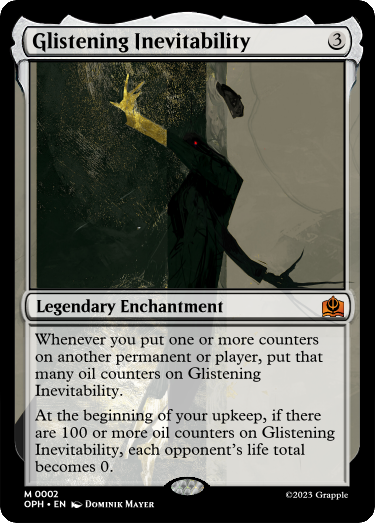 Glistening Inevitability 3
Legendary Enchantment
Whenever you put one or more counters
on another permanent or player, put that
many oil counters on Glistening
Inevitability.
At the beginning of your upkeep, if there
are 100 or more oil counters on Glistening
Inevitability, each opponent's life total
becomes 0.
M 0002
OPH • EN Dominik Mayer
©2023 Grapple